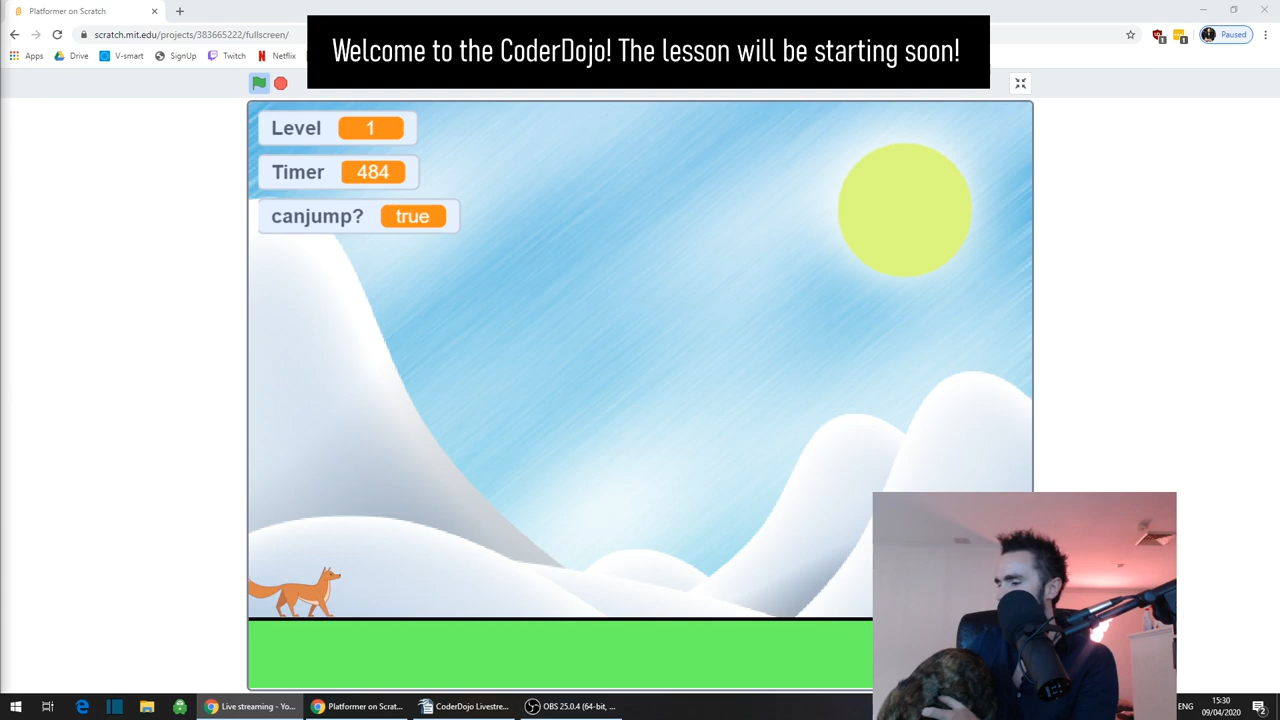 Platformer on Scratch
scratch.mit.edu/projects/383665222/fullscreen/
Paused
Apps Drive V-smart SignUp Twitch Netflix
Welcome to the CoderDojo! The lesson will be starting soon!
Level 1
Timer 484
canjump? true
Live streaming - Yo...
Platformer on Scrat...
CoderDojo Livestre...
OBS 25.0.4 (64-bit, ...
ENG
15:30
09/04/2020
2